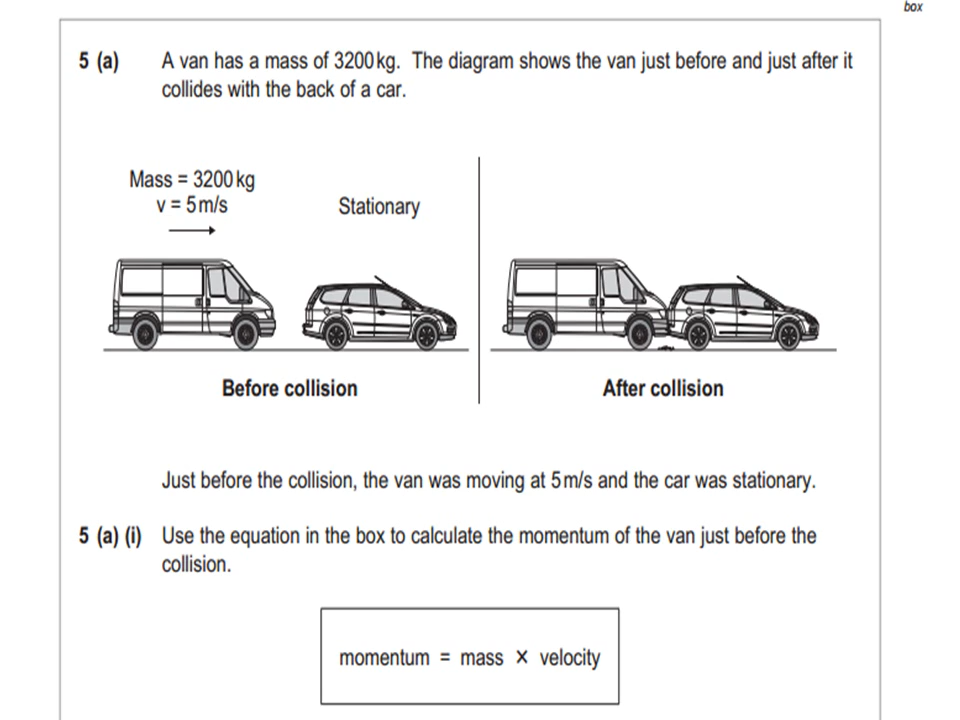 box
5 (a) A van has a mass of 3200 kg. The diagram shows the van just before and just after it
collides with the back of a car.
Mass = 3200 kg
v = 5 m/s
Stationary
Before collision
After collision
Just before the collision, the van was moving at 5 m/s and the car was stationary.
5 (a) (i) Use the equation in the box to calculate the momentum of the van just before the
collision.
momentum = mass × velocity